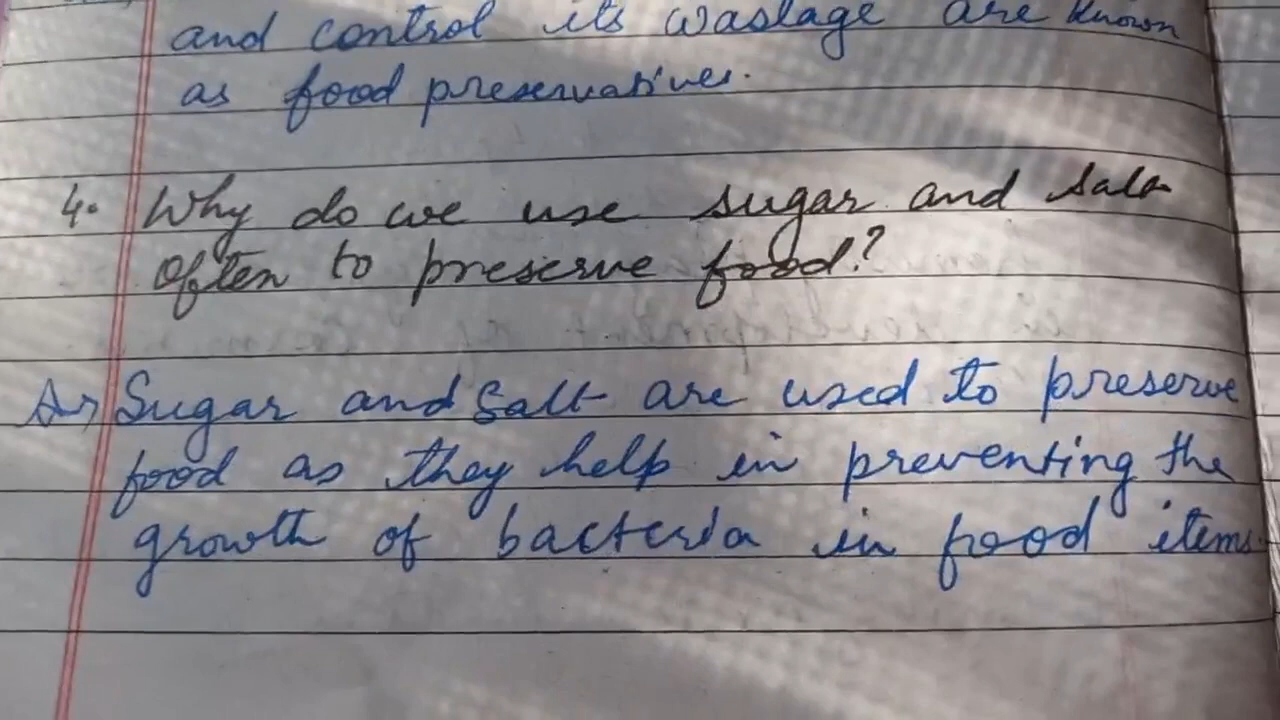 and control its wastage are known
as food preservatives.
4. Why do we use sugar and salt
often to preserve food?
Ans Sugar and Salt are used to preserve
food as they help in preventing the
growth of bacteria in food items.